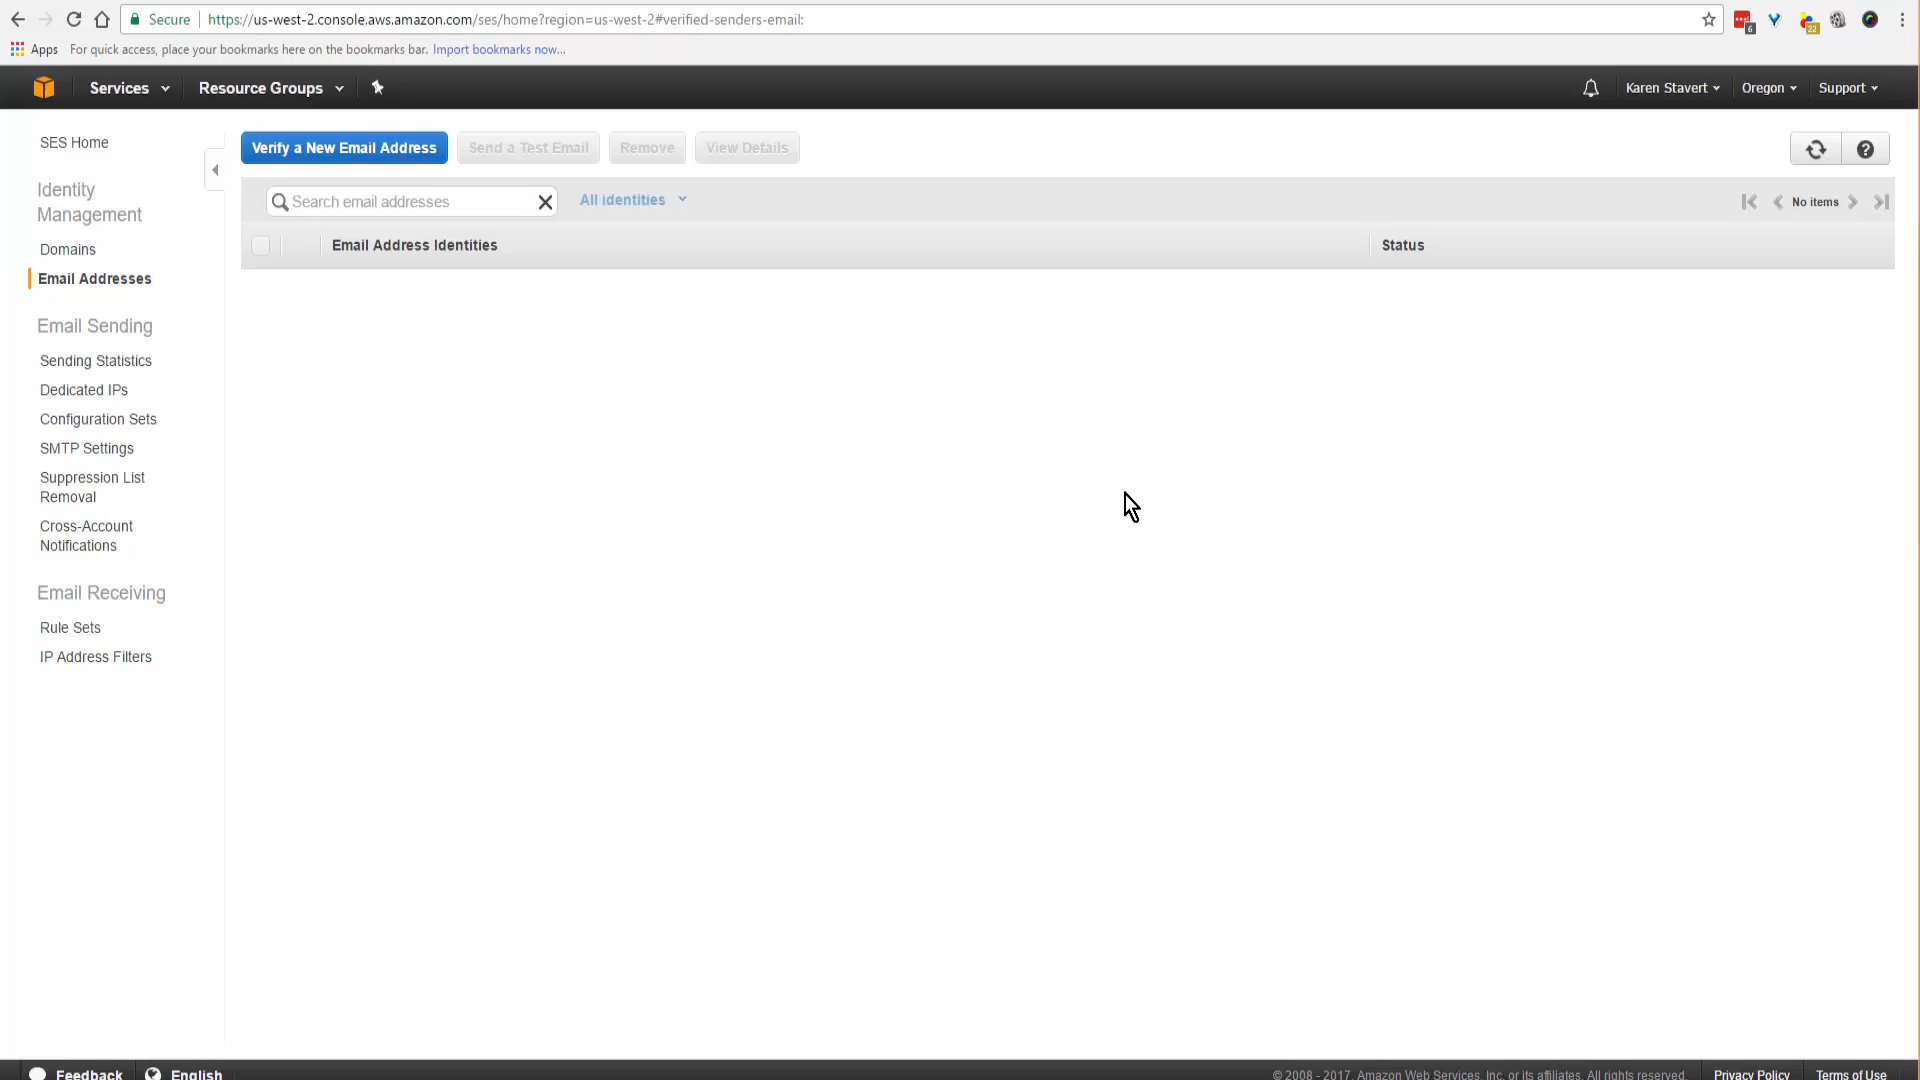 Secure https://us-west-2.console.aws.amazon.com/ses/home?region=us-west-2#verified-senders-email:
6
22
Apps For quick access, place your bookmarks here on the bookmarks bar. Import bookmarks now...
Services Resource Groups Karen Stavert Oregon Support
SES Home
Identity
Management
Domains
Email Addresses
Email Sending
Sending Statistics
Dedicated IPs
Configuration Sets
SMTP Settings
Suppression List
Removal
Cross-Account
Notifications
Email Receiving
Rule Sets
IP Address Filters
Verify a New Email Address Send a Test Email Remove View Details
Search email addresses All identities No items
Email Address Identities Status
Feedback English © 2008 - 2017, Amazon Web Services, Inc. or its affiliates. All rights reserved. Privacy Policy Terms of Use